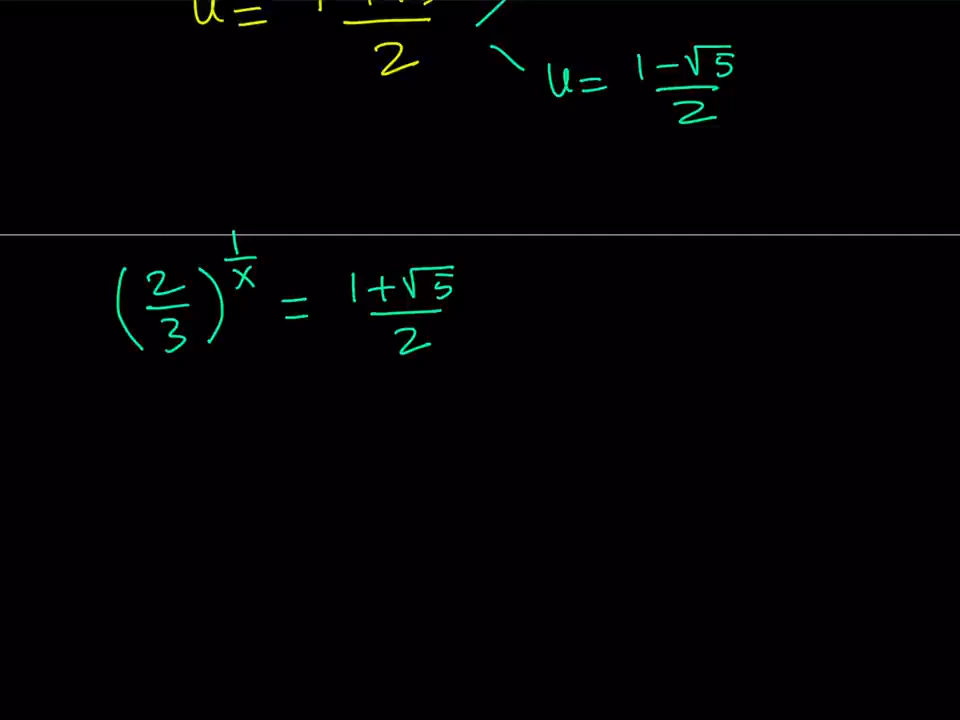 u =
2
u = (1-√5)/2
(2/3)^(1/x) = (1+√5)/2